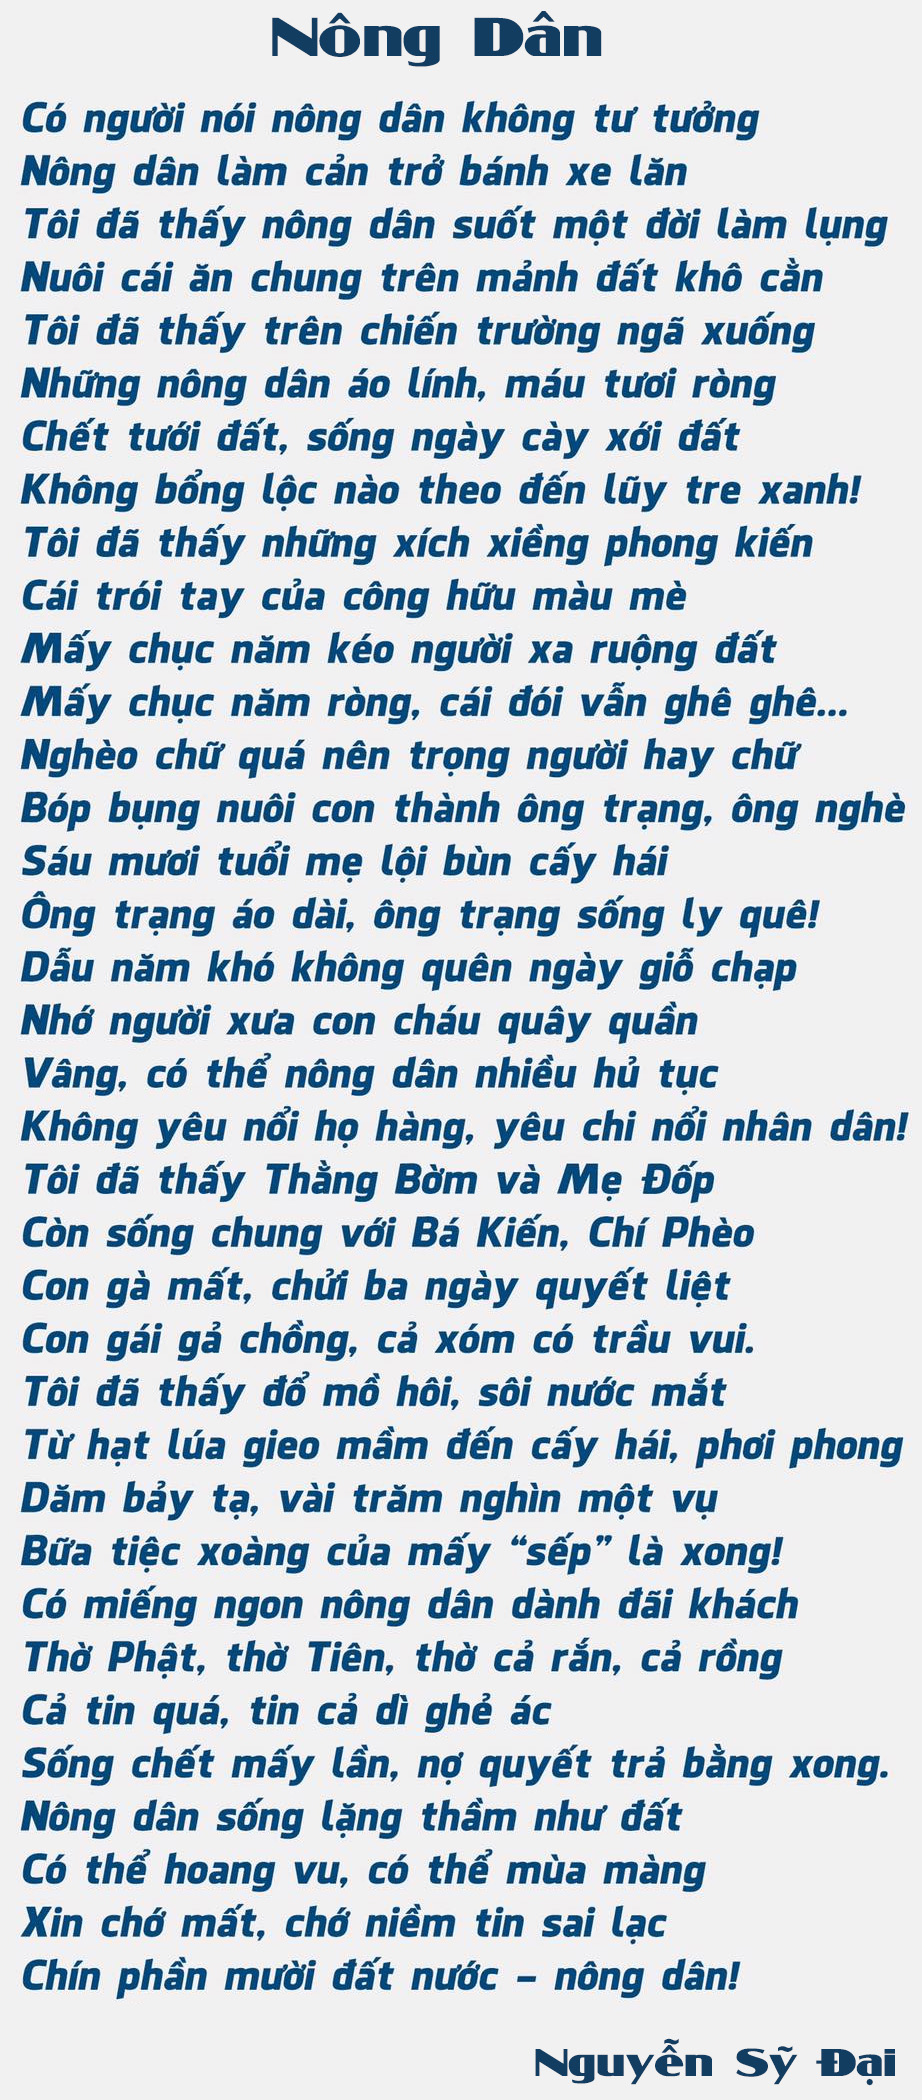 Nông Dân
Có người nói nông dân không tư tưởng
Nông dân làm cản trở bánh xe lăn
Tôi đã thấy nông dân suốt một đời làm lụng
Nuôi cái ăn chung trên mảnh đất khô cằn
Tôi đã thấy trên chiến trường ngã xuống
Những nông dân áo lính, máu tươi ròng
Chết tưới đất, sống ngày cày xới đất
Không bổng lộc nào theo đến lũy tre xanh!
Tôi đã thấy những xích xiềng phong kiến
Cái trói tay của công hữu màu mè
Mấy chục năm kéo người xa ruộng đất
Mấy chục năm ròng, cái đói vẫn ghê ghê...
Nghèo chữ quá nên trọng người hay chữ
Bóp bụng nuôi con thành ông trạng, ông nghè
Sáu mươi tuổi mẹ lội bùn cấy hái
Ông trạng áo dài, ông trạng sống ly quê!
Dẫu năm khó không quên ngày giỗ chạp
Nhớ người xưa con cháu quây quần
Vâng, có thể nông dân nhiều hủ tục
Không yêu nổi họ hàng, yêu chi nổi nhân dân!
Tôi đã thấy Thằng Bờm và Mẹ Đốp
Còn sống chung với Bá Kiến, Chí Phèo
Con gà mất, chửi ba ngày quyết liệt
Con gái gả chồng, cả xóm có trầu vui.
Tôi đã thấy đổ mồ hôi, sôi nước mắt
Từ hạt lúa gieo mầm đến cấy hái, phơi phong
Dăm bảy tạ, vài trăm nghìn một vụ
Bữa tiệc xoàng của mấy “sếp” là xong!
Có miếng ngon nông dân dành đãi khách
Thờ Phật, thờ Tiên, thờ cả rắn, cả rồng
Cả tin quá, tin cả dì ghẻ ác
Sống chết mấy lần, nợ quyết trả bằng xong.
Nông dân sống lặng thầm như đất
Có thể hoang vu, có thể mùa màng
Xin chớ mất, chớ niềm tin sai lạc
Chín phần mười đất nước – nông dân!
Nguyễn Sỹ Đại